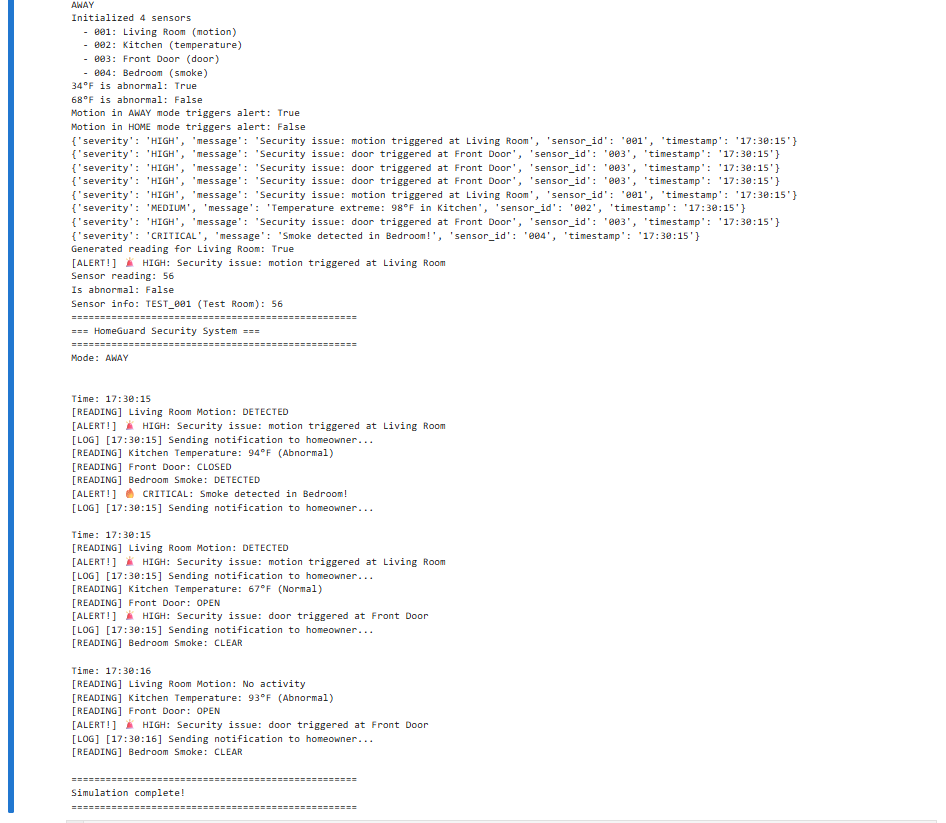 AWAY
Initialized 4 sensors
  - 001: Living Room (motion)
  - 002: Kitchen (temperature)
  - 003: Front Door (door)
  - 004: Bedroom (smoke)
34°F is abnormal: True
68°F is abnormal: False
Motion in AWAY mode triggers alert: True
Motion in HOME mode triggers alert: False
{'severity': 'HIGH', 'message': 'Security issue: motion triggered at Living Room', 'sensor_id': '001', 'timestamp': '17:30:15'}
{'severity': 'HIGH', 'message': 'Security issue: door triggered at Front Door', 'sensor_id': '003', 'timestamp': '17:30:15'}
{'severity': 'HIGH', 'message': 'Security issue: door triggered at Front Door', 'sensor_id': '003', 'timestamp': '17:30:15'}
{'severity': 'HIGH', 'message': 'Security issue: door triggered at Front Door', 'sensor_id': '003', 'timestamp': '17:30:15'}
{'severity': 'HIGH', 'message': 'Security issue: motion triggered at Living Room', 'sensor_id': '001', 'timestamp': '17:30:15'}
{'severity': 'MEDIUM', 'message': 'Temperature extreme: 98°F in Kitchen', 'sensor_id': '002', 'timestamp': '17:30:15'}
{'severity': 'HIGH', 'message': 'Security issue: door triggered at Front Door', 'sensor_id': '003', 'timestamp': '17:30:15'}
{'severity': 'CRITICAL', 'message': 'Smoke detected in Bedroom!', 'sensor_id': '004', 'timestamp': '17:30:15'}
Generated reading for Living Room: True
[ALERT!] 🚨 HIGH: Security issue: motion triggered at Living Room
Sensor reading: 56
Is abnormal: False
Sensor info: TEST_001 (Test Room): 56
==================================================
=== HomeGuard Security System ===
==================================================
Mode: AWAY
Time: 17:30:15
[READING] Living Room Motion: DETECTED
[ALERT!] 🚨 HIGH: Security issue: motion triggered at Living Room
[LOG] [17:30:15] Sending notification to homeowner...
[READING] Kitchen Temperature: 94°F (Abnormal)
[READING] Front Door: CLOSED
[READING] Bedroom Smoke: DETECTED
[ALERT!] 🔥 CRITICAL: Smoke detected in Bedroom!
[LOG] [17:30:15] Sending notification to homeowner...
Time: 17:30:15
[READING] Living Room Motion: DETECTED
[ALERT!] 🚨 HIGH: Security issue: motion triggered at Living Room
[LOG] [17:30:15] Sending notification to homeowner...
[READING] Kitchen Temperature: 67°F (Normal)
[READING] Front Door: OPEN
[ALERT!] 🚨 HIGH: Security issue: door triggered at Front Door
[LOG] [17:30:15] Sending notification to homeowner...
[READING] Bedroom Smoke: CLEAR
Time: 17:30:16
[READING] Living Room Motion: No activity
[READING] Kitchen Temperature: 93°F (Abnormal)
[READING] Front Door: OPEN
[ALERT!] 🚨 HIGH: Security issue: door triggered at Front Door
[LOG] [17:30:16] Sending notification to homeowner...
[READING] Bedroom Smoke: CLEAR
==================================================
Simulation complete!
==================================================